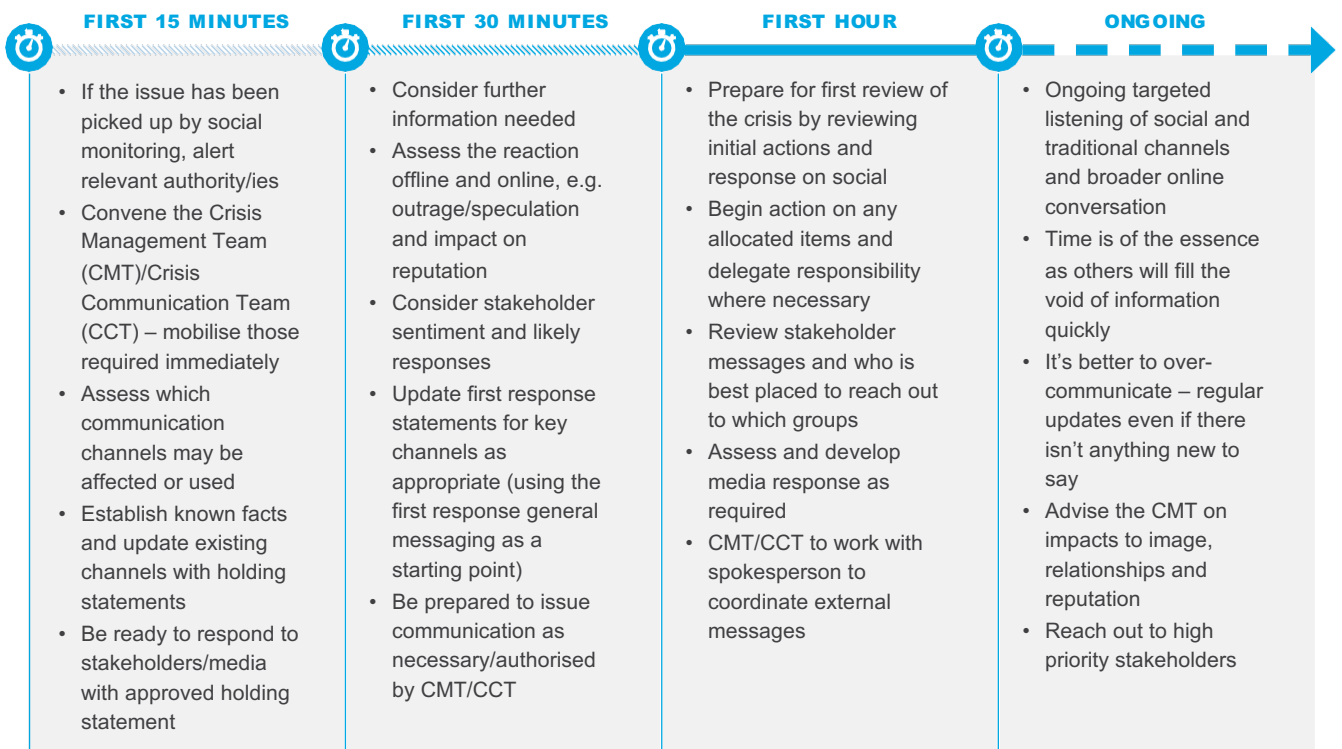 FIRST 15 MINUTES
• If the issue has been
picked up by social
monitoring, alert
relevant authority/ies
• Convene the Crisis
Management Team
(CMT)/Crisis
Communication Team
(CCT) – mobilise those
required immediately
• Assess which
communication
channels may be
affected or used
• Establish known facts
and update existing
channels with holding
statements
• Be ready to respond to
stakeholders/media
with approved holding
statement
FIRST 30 MINUTES
• Consider further
information needed
• Assess the reaction
offline and online, e.g.
outrage/speculation
and impact on
reputation
• Consider stakeholder
sentiment and likely
responses
• Update first response
statements for key
channels as
appropriate (using the
first response general
messaging as a
starting point)
• Be prepared to issue
communication as
necessary/authorised
by CMT/CCT
FIRST HOUR
• Prepare for first review of
the crisis by reviewing
initial actions and
response on social
• Begin action on any
allocated items and
delegate responsibility
where necessary
• Review stakeholder
messages and who is
best placed to reach out
to which groups
• Assess and develop
media response as
required
• CMT/CCT to work with
spokesperson to
coordinate external
messages
ONGOING
• Ongoing targeted
listening of social and
traditional channels
and broader online
conversation
• Time is of the essence
as others will fill the
void of information
quickly
• It’s better to over-
communicate – regular
updates even if there
isn’t anything new to
say
• Advise the CMT on
impacts to image,
relationships and
reputation
• Reach out to high
priority stakeholders